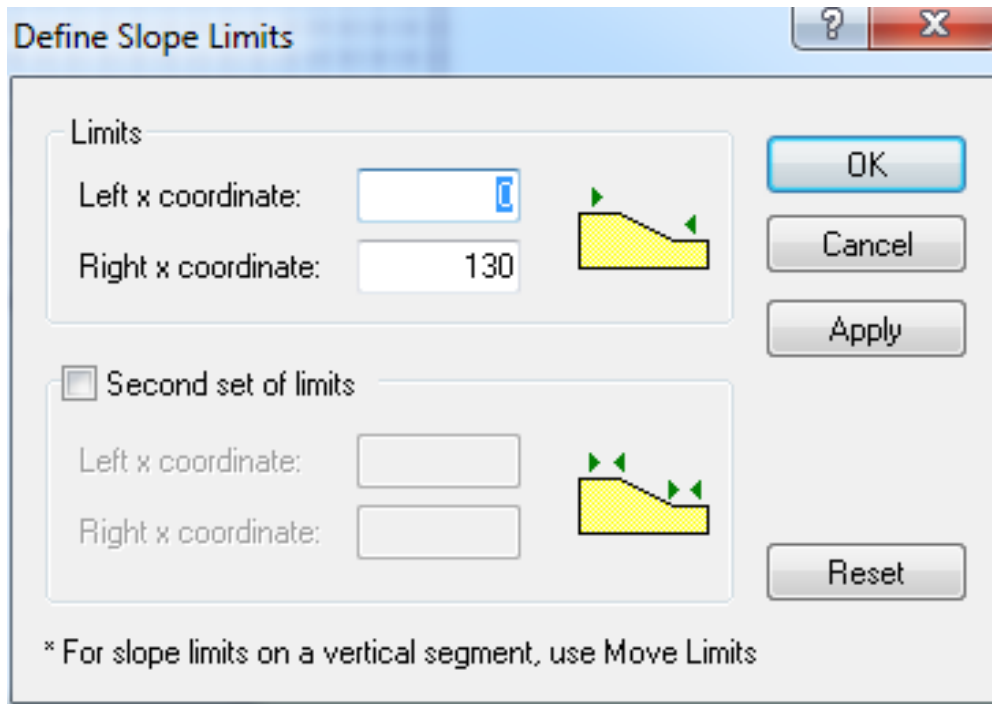 Define Slope Limits
Limits
Left x coordinate: 0
Right x coordinate: 130
OK
Cancel
Apply
Second set of limits
Left x coordinate:
Right x coordinate:
Reset
* For slope limits on a vertical segment, use Move Limits